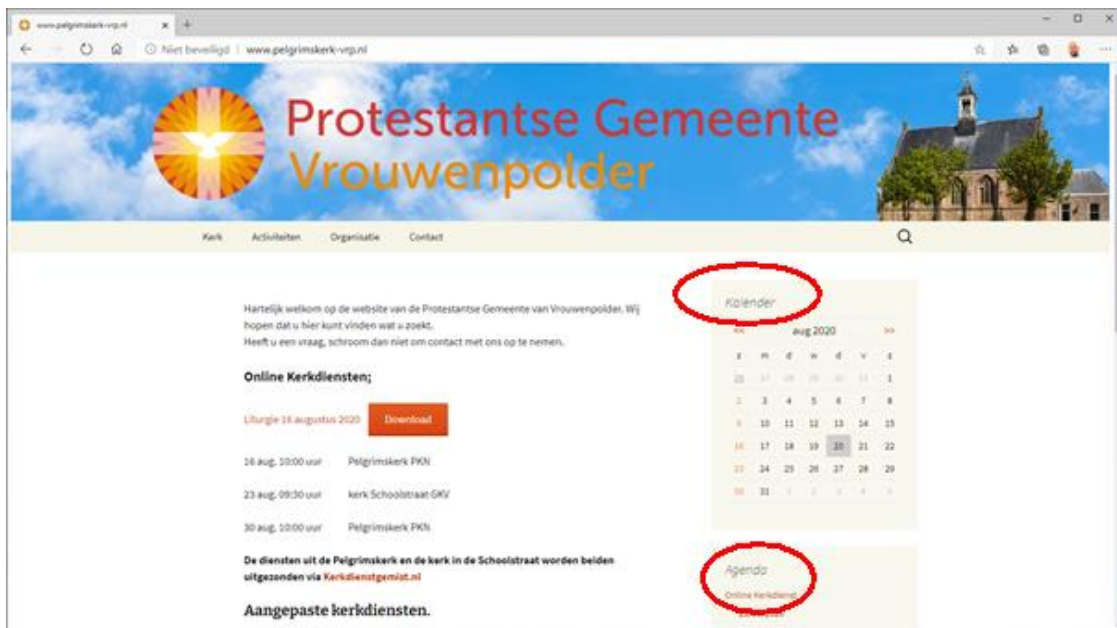 www.pelgrimskerk-vrp.nl
Niet beveiligd | www.pelgrimskerk-vrp.nl
Protestantse Gemeente
Vrouwenpolder
Kerk Activiteiten Organisatie Contact
Hartelijk welkom op de website van de Protestantse Gemeente van Vrouwenpolder. Wij
hopen dat u hier kunt vinden wat u zoekt.
Heeft u een vraag, schroom dan niet om contact met ons op te nemen.
Online Kerkdiensten;
Liturgie 16 augustus 2020 Download
16 aug, 10:00 uur Pelgrimskerk PKN
23 aug, 09:30 uur kerk Schoolstraat GKV
30 aug, 10:00 uur Pelgrimskerk PKN
De diensten uit de Pelgrimskerk en de kerk in de Schoolstraat worden beiden
uitgezonden via Kerkdienstgemist.nl
Aangepaste kerkdiensten.
Kalender
<< aug 2020 >>
z m d w d v z
26 27 28 29 30 31 1
2 3 4 5 6 7 8
9 10 11 12 13 14 15
16 17 18 19 20 21 22
23 24 25 26 27 28 29
30 31 1 2 3 4 5
Agenda
Online Kerkdienst